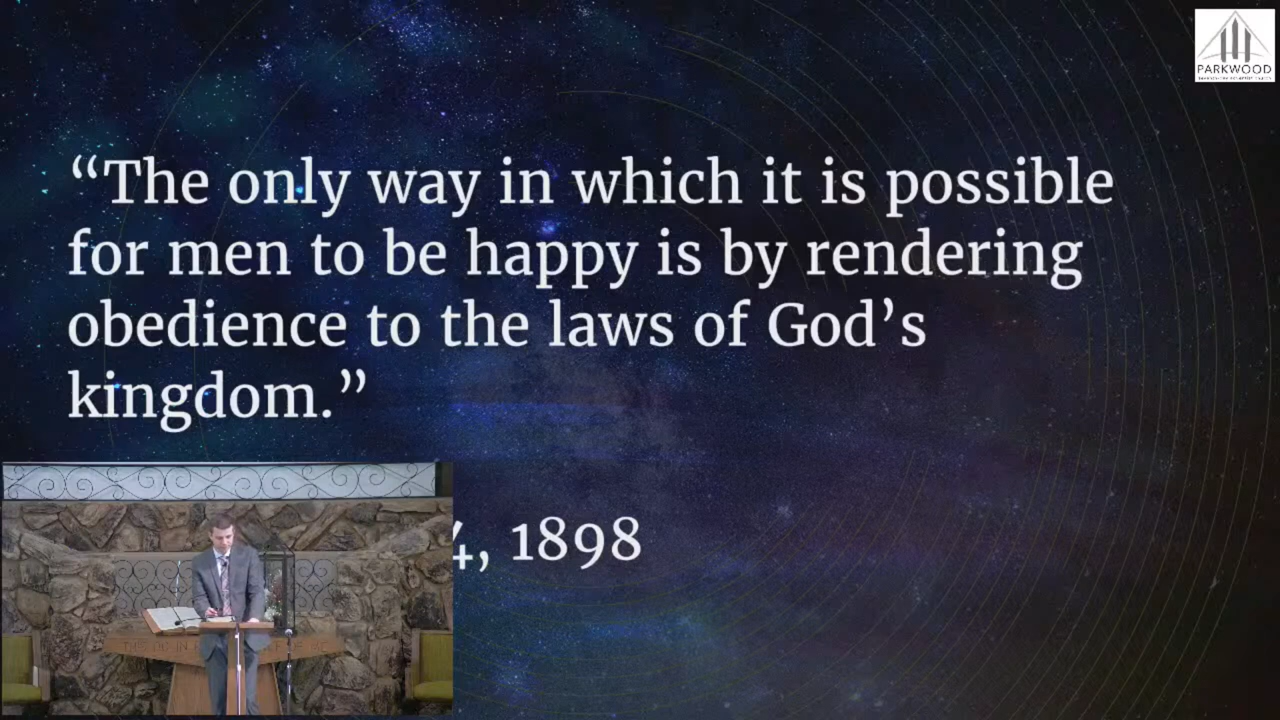 PARKWOOD
“The only way in which it is possible
for men to be happy is by rendering
obedience to the laws of God’s
kingdom.”
4, 1898